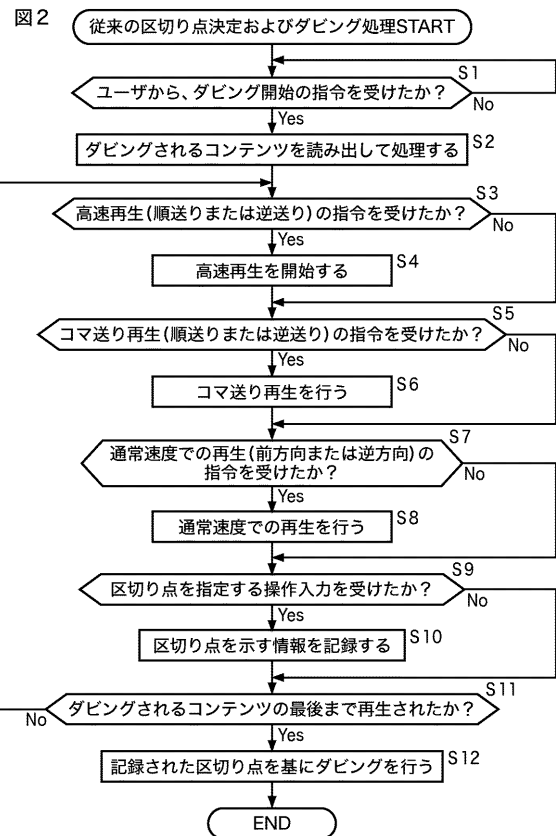 図2
従来の区切り点決定およびダビング処理START
S1
ユーザから、ダビング開始の指令を受けたか?
No
Yes
ダビングされるコンテンツを読み出して処理する
S2
S3
高速再生(順送りまたは逆送り)の指令を受けたか?
No
Yes
高速再生を開始する
S4
S5
コマ送り再生(順送りまたは逆送り)の指令を受けたか?
No
Yes
コマ送り再生を行う
S6
S7
通常速度での再生(前方向または逆方向)の
指令を受けたか?
No
Yes
通常速度での再生を行う
S8
S9
区切り点を指定する操作入力を受けたか?
No
Yes
区切り点を示す情報を記録する
S10
S11
ダビングされるコンテンツの最後まで再生されたか?
No
Yes
記録された区切り点を基にダビングを行う
S12
END